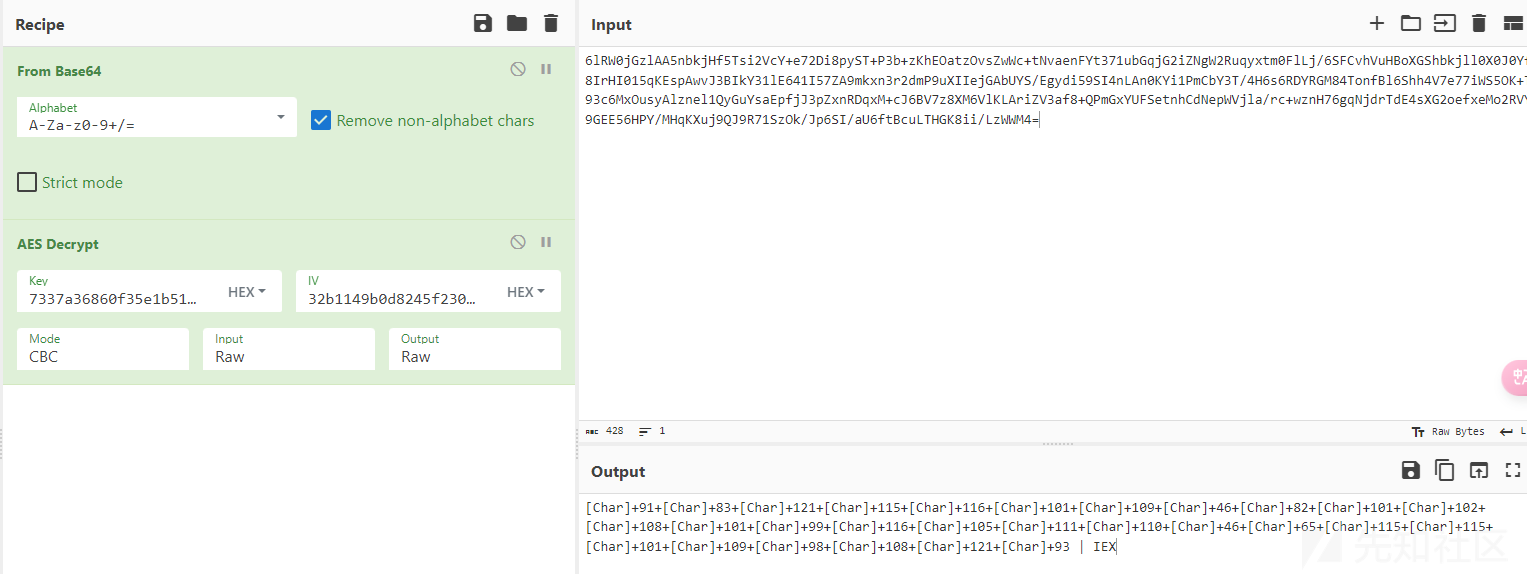 Recipe
From Base64
Alphabet
A-Za-z0-9+/=
Remove non-alphabet chars
Strict mode
AES Decrypt
Key
7337a36860f35e1b51…
HEX
IV
32b1149b0d8245f230…
HEX
Mode
CBC
Input
Raw
Output
Raw
Input
6lRW0jGzlAA5nbkjHf5Tsi2VcY+e72Di8pyST+P3b+zKhEOatzOvsZwWc+tNvaenFYt371ubGqjG2iZNgW2Ruqyxtm0FlLj/6SFCvhVuHBoXGShbkjll0X0J0Y
8IrHI015qKEspAwvJ3BIkY31lE641I57ZA9mkxn3r2dmP9uXIIejGAbUYS/Egydi59SI4nLAn0KYi1PmCbY3T/4H6s6RDYRGM84TonfBl6Shh4V7e77iWS5OK+
93c6MxOusyAlznel1QyGuYsaEpfjJ3pZxnRDqxM+cJ6BV7z8XM6VlKLAriZV3af8+QPmGxYUFSetnhCdNepWVjla/rc+wznH76gqNjdrTdE4sXG2oefxeMo2RV
9GEE56HPY/MHqKXuj9QJ9R71SzOk/Jp6SI/aU6ftBcuLTHGK8ii/LzWWM4=
ABC 428
1
Tт Raw Bytes
Output
[Char]+91+[Char]+83+[Char]+121+[Char]+115+[Char]+116+[Char]+101+[Char]+109+[Char]+46+[Char]+82+[Char]+101+[Char]+102+
[Char]+108+[Char]+101+[Char]+99+[Char]+116+[Char]+105+[Char]+111+[Char]+110+[Char]+46+[Char]+65+[Char]+115+[Char]+115+
[Char]+101+[Char]+109+[Char]+98+[Char]+108+[Char]+121+[Char]+93 | IEX
先知社区